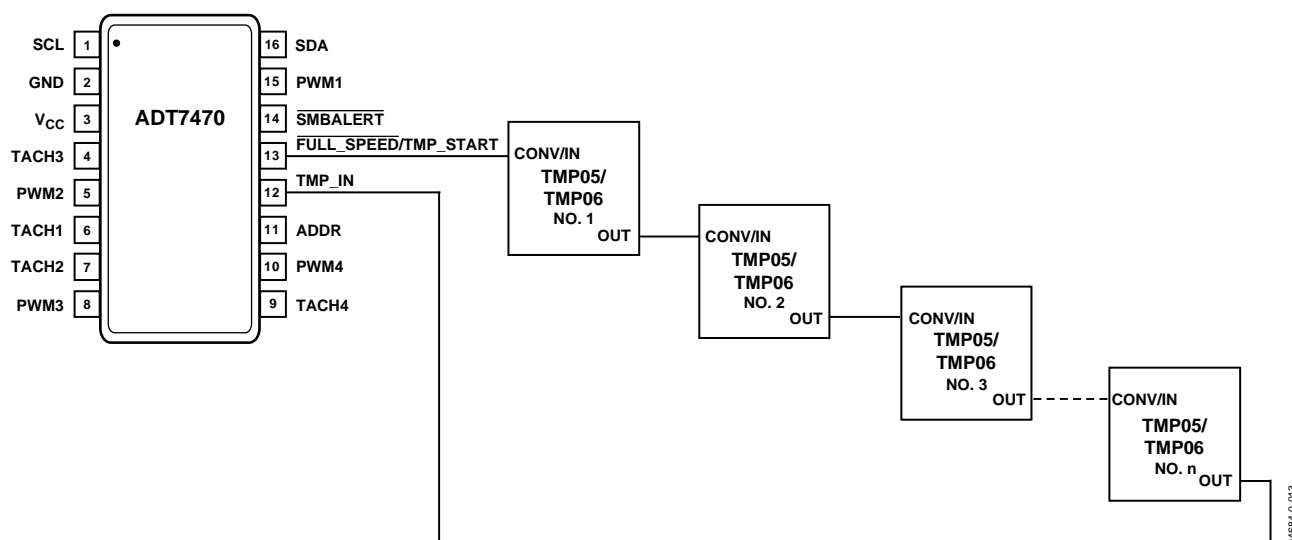 SCL 1
GND 2
VCC 3
TACH3 4
PWM2 5
TACH1 6
TACH2 7
PWM3 8
ADT7470
16 SDA
15 PWM1
14 SMBALERT
13 FULL_SPEED/TMP_START
12 TMP_IN
11 ADDR
10 PWM4
9 TACH4
CONV/IN
TMP05/
TMP06
NO. 1
OUT
CONV/IN
TMP05/
TMP06
NO. 2
OUT
CONV/IN
TMP05/
TMP06
NO. 3
OUT
CONV/IN
TMP05/
TMP06
NO. n
OUT